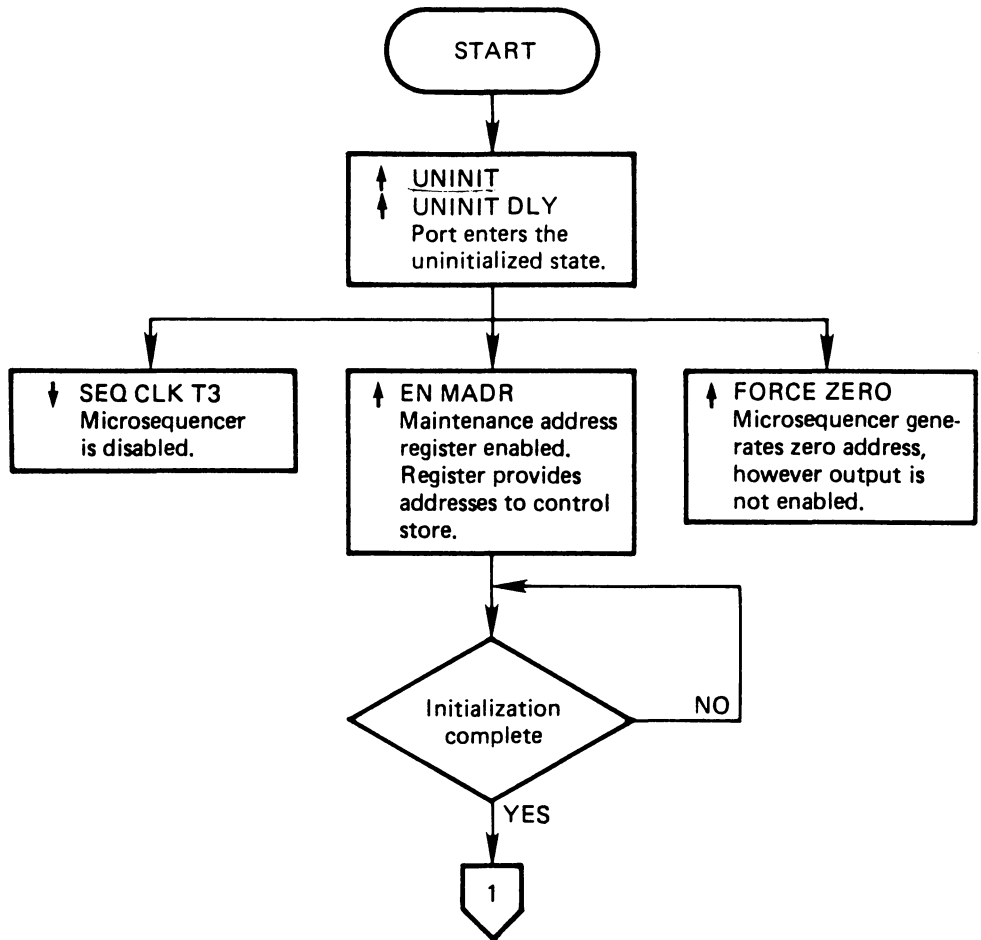 START
↑ UNINIT
↑ UNINIT DLY
Port enters the
uninitialized state.
↓ SEQ CLK T3
Microsequencer
is disabled.
↑ EN MADR
Maintenance address
register enabled.
Register provides
addresses to control
store.
↑ FORCE ZERO
Microsequencer gene-
rates zero address,
however output is
not enabled.
Initialization
complete
NO
YES
1